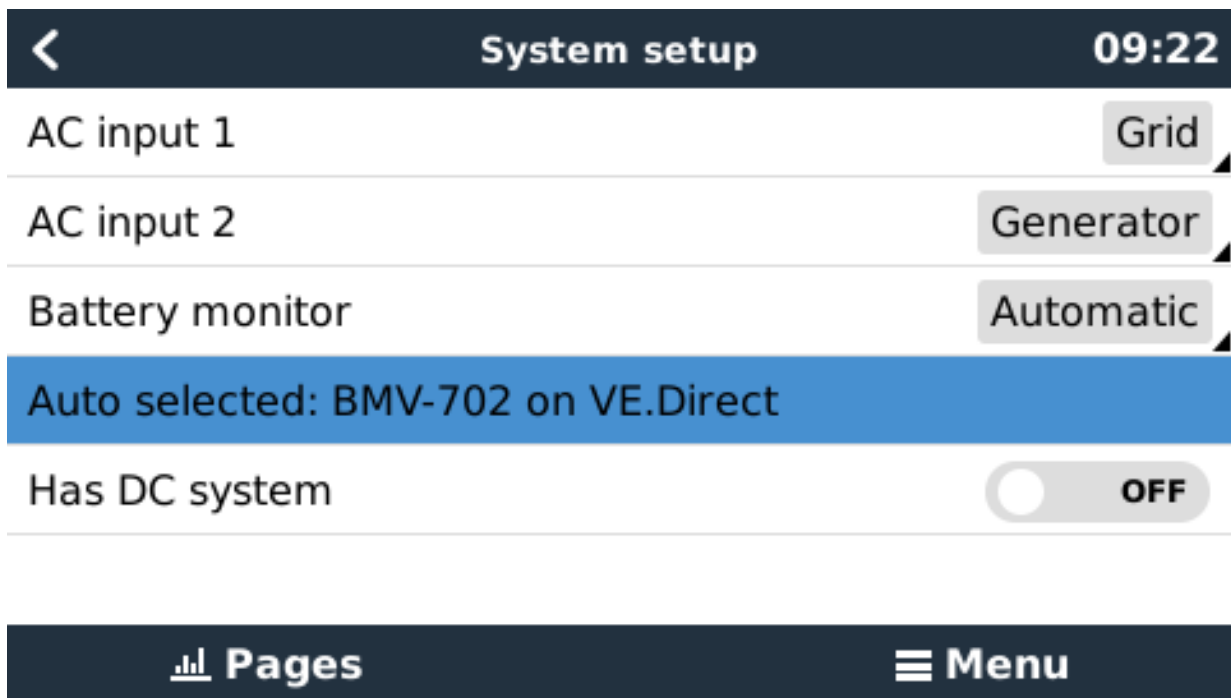 System setup 09:22
AC input 1 Grid
AC input 2 Generator
Battery monitor Automatic
Auto selected: BMV-702 on VE.Direct
Has DC system OFF
Pages Menu